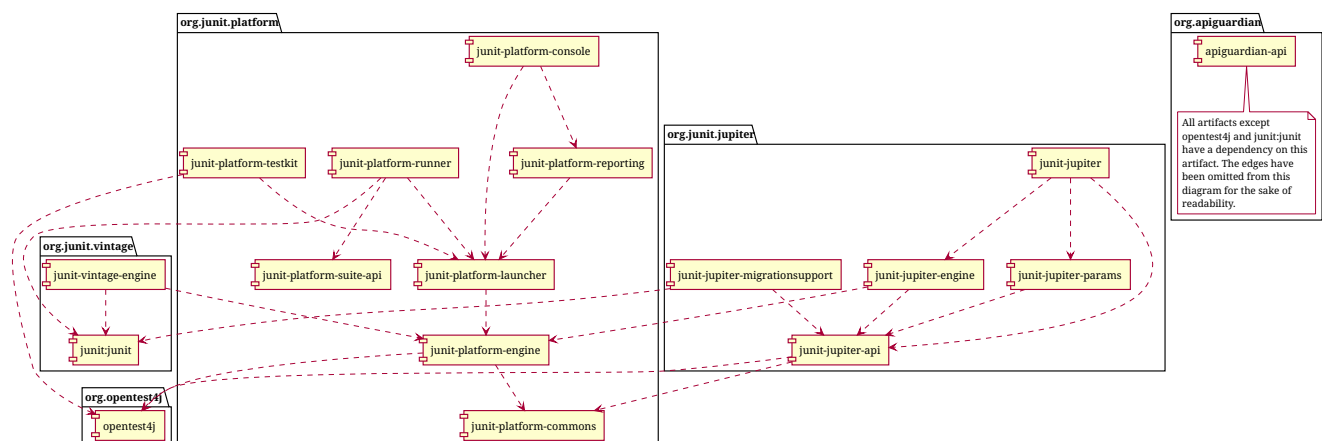 org.junit.platform
org.apiguardian
junit-platform-console
apiguardian-api
All artifacts except
opentest4j and junit:junit
have a dependency on this
artifact. The edges have
been omitted from this
diagram for the sake of
readability.
org.junit.jupiter
junit-platform-testkit
junit-platform-runner
junit-platform-reporting
junit-jupiter
org.junit.vintage
junit-vintage-engine
junit-platform-suite-api
junit-platform-launcher
junit-jupiter-migrationsupport
junit-jupiter-engine
junit-jupiter-params
junit:junit
junit-platform-engine
junit-jupiter-api
org.opentest4j
opentest4j
junit-platform-commons